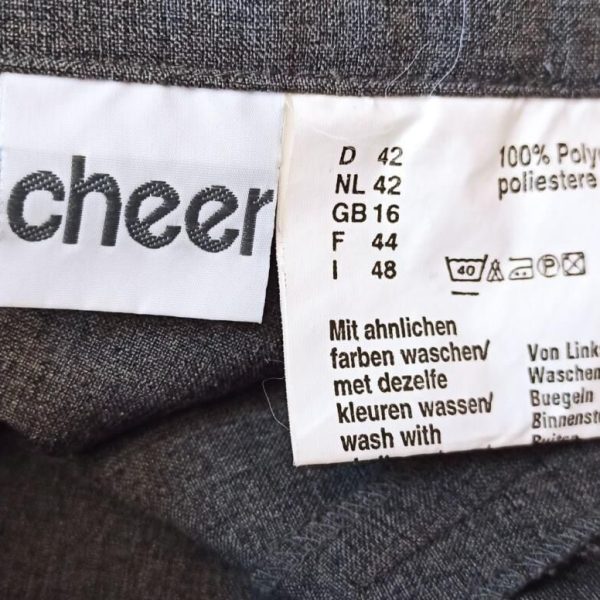 cheer
D 42
NL 42
GB 16
F 44
I 48
100% Poly
poliestere
40
P
Mit ahnlichen
farben waschen/
met dezelfe
kleuren wassen/
wash with
Von Link
Waschen
Buegeln
Binnenst